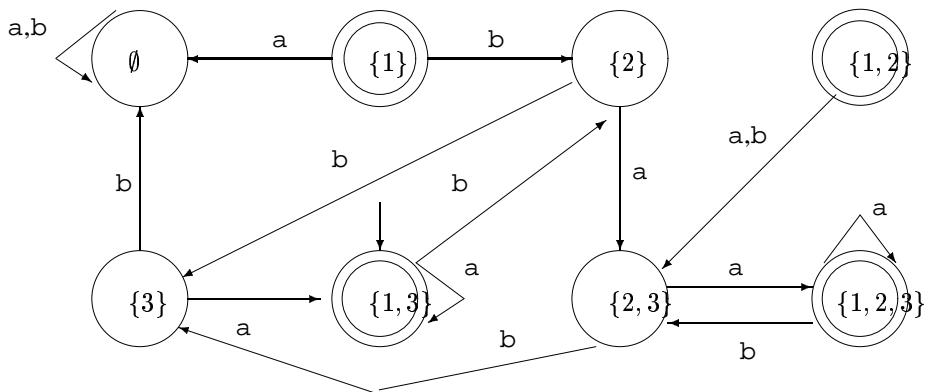 a,b
a
b
∅
{1}
{2}
{1, 2}
a,b
b
b
b
a
a
{3}
{1, 3}
a
{2, 3}
a
{1, 2, 3}
a
b
b